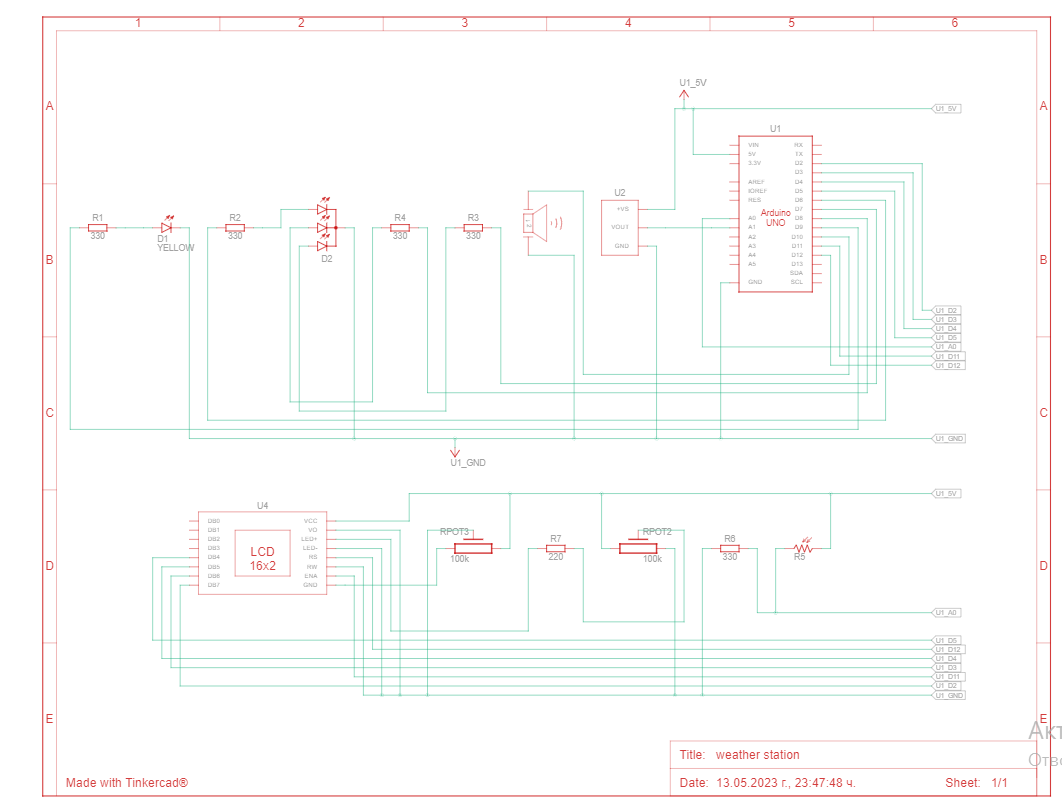 1 2 3 4 5 6
A A
U1_5V
U1_5V
U1
VIN RX
5V TX
3.3V D2
D3
AREF D4
IOREF D5
RES D6
D7
A0 D8
A1 D9
A2 D10
A3 D11
A4 D12
A5 D13
SDA
GND SCL
Arduino
UNO
U2
+VS
VOUT
GND
R1
330
D1
YELLOW
R2
330
D2
R4
330
R3
330
B B
U1_D2
U1_D3
U1_D4
U1_D5
U1_A0
U1_D11
U1_D12
C C
U1_GND
U1_GND
U1_5V
U4
DB0 VCC
DB1 VO
DB2 LED+
DB3 LED-
DB4 RS
DB5 RW
DB6 ENA
DB7 GND
LCD
16x2
RPOT3
100k
R7
220
RPOT2
100k
R6
330
R5
D D
U1_A0
U1_D5
U1_D12
U1_D4
U1_D3
U1_D11
U1_D2
U1_GND
E E
Title: weather station
Made with Tinkercad®
Date: 13.05.2023 г., 23:47:48 ч.
Sheet: 1/1